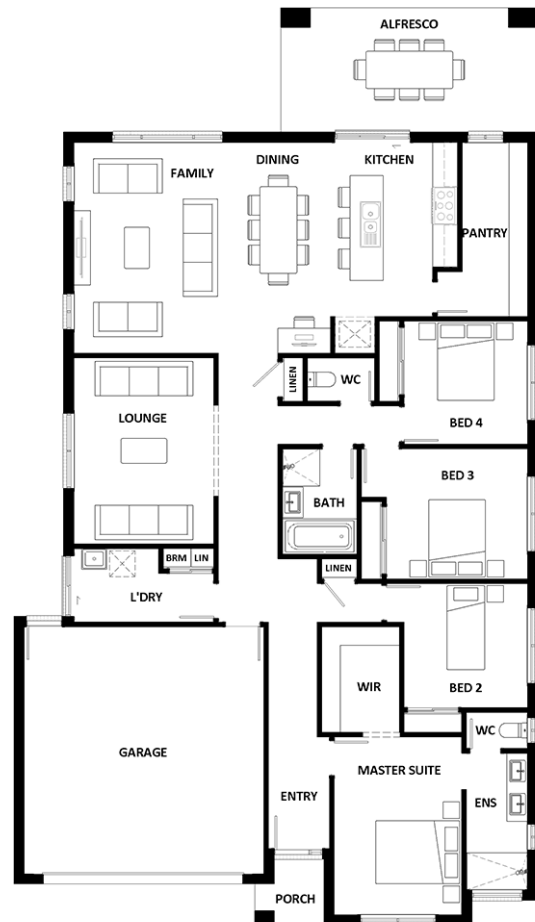 ALFRESCO
FAMILY
DINING
KITCHEN
PANTRY
LINEN
WC
LOUNGE
BED 4
BED 3
BATH
BRM
LIN
LINEN
L'DRY
WIR
BED 2
WC
GARAGE
MASTER SUITE
ENTRY
ENS
PORCH